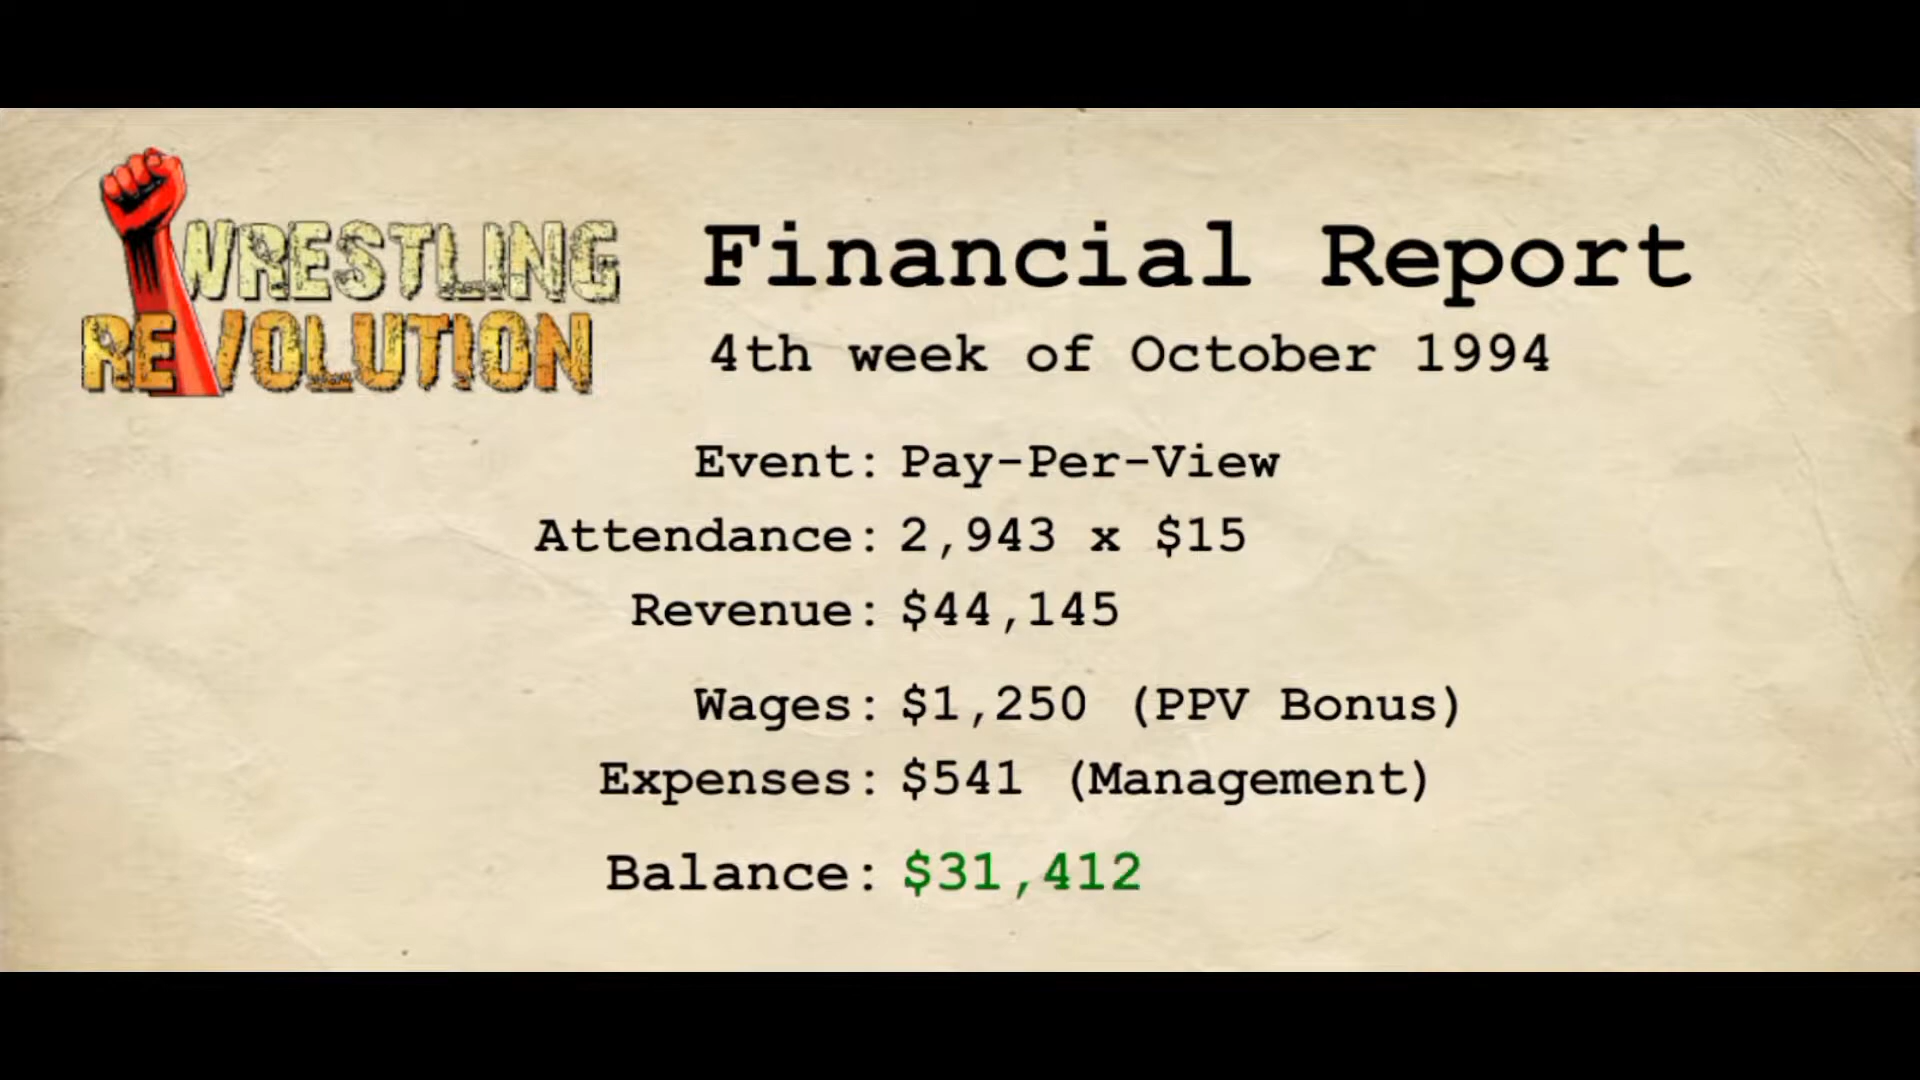 WRESTLING
REVOLUTION
Financial Report
4th week of October 1994
Event: Pay-Per-View
Attendance: 2,943 x $15
Revenue: $44,145
Wages: $1,250 (PPV Bonus)
Expenses: $541 (Management)
Balance: $31,412